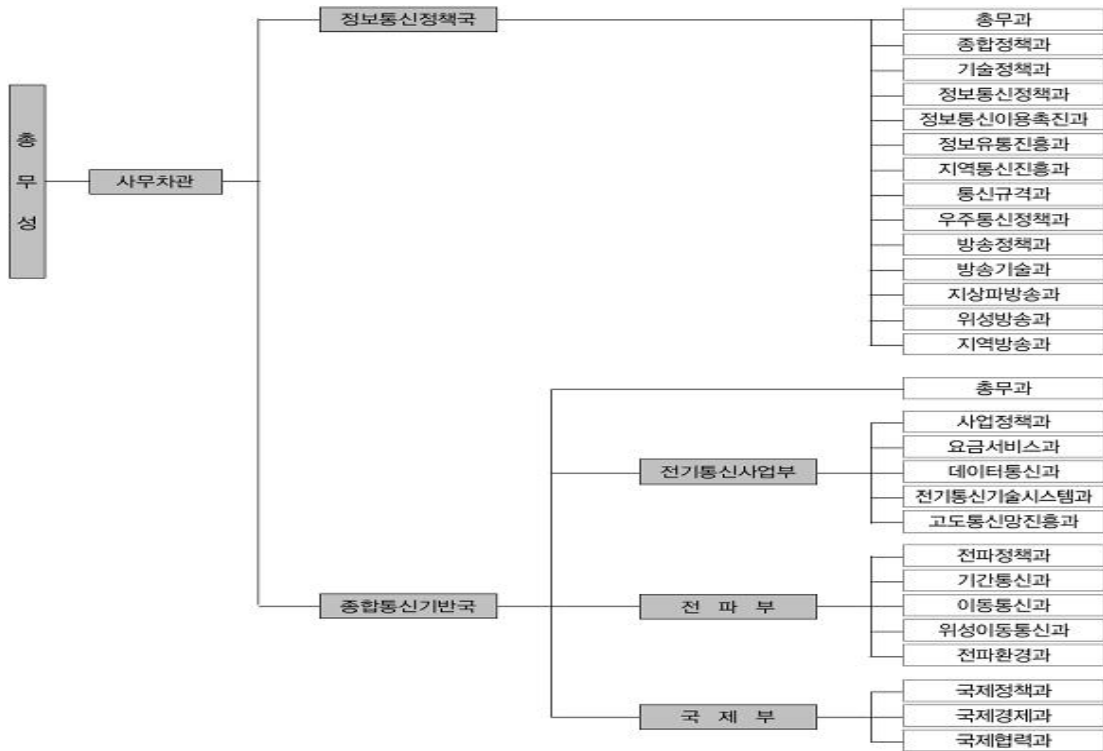 총무성
사무차관
정보통신정책국
총무과
종합정책과
기술정책과
정보통신정책과
정보통신이용촉진과
정보유통진흥과
지역통신진흥과
통신규격과
우주통신정책과
방송정책과
방송기술과
지상파방송과
위성방송과
지역방송과
종합통신기반국
총무과
전기통신사업부
사업정책과
요금서비스과
데이터통신과
전기통신기술시스템과
고도통신망진흥과
전 파 부
전파정책과
기간통신과
이동통신과
위성이동통신과
전파환경과
국 제 부
국제정책과
국제경제과
국제협력과